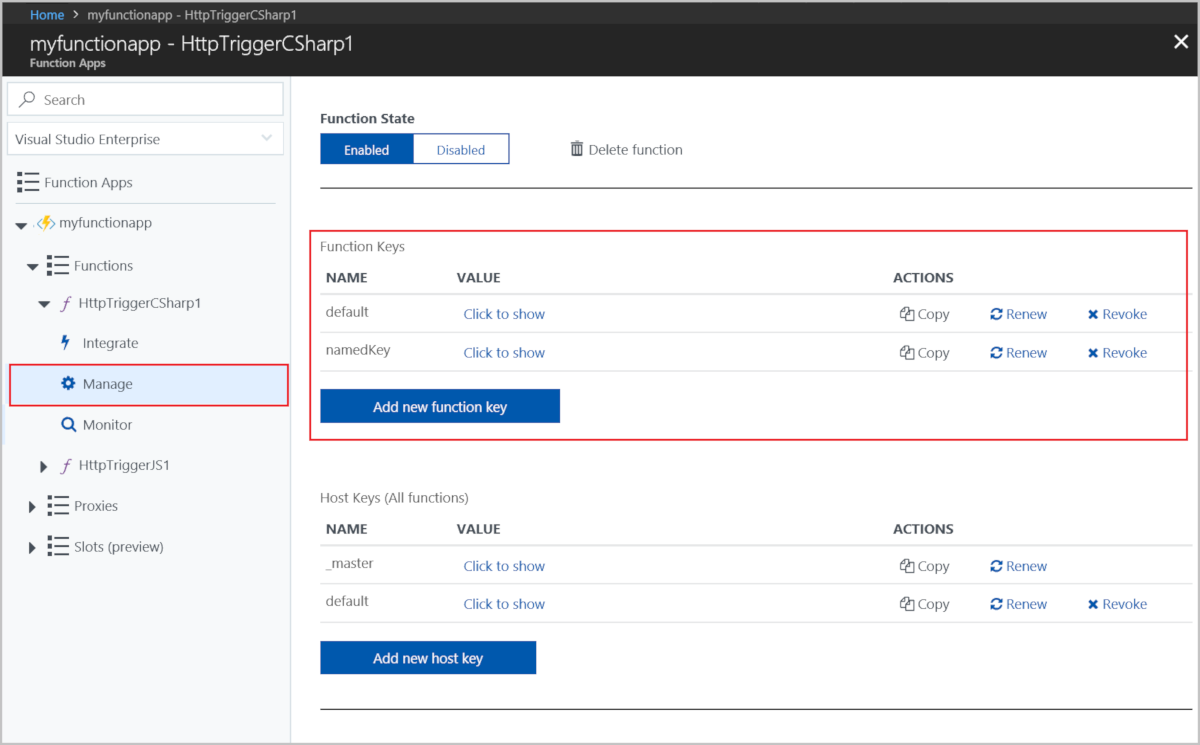 Home > myfunctionapp - HttpTriggerCSharp1
myfunctionapp - HttpTriggerCSharp1
Function Apps
Search
Visual Studio Enterprise
Function Apps
myfunctionapp
Functions
HttpTriggerCSharp1
Integrate
Manage
Monitor
HttpTriggerJS1
Proxies
Slots (preview)
Function State
Enabled Disabled Delete function
Function Keys
NAME VALUE ACTIONS
default Click to show Copy Renew Revoke
namedKey Click to show Copy Renew Revoke
Add new function key
Host Keys (All functions)
NAME VALUE ACTIONS
_master Click to show Copy Renew
default Click to show Copy Renew Revoke
Add new host key